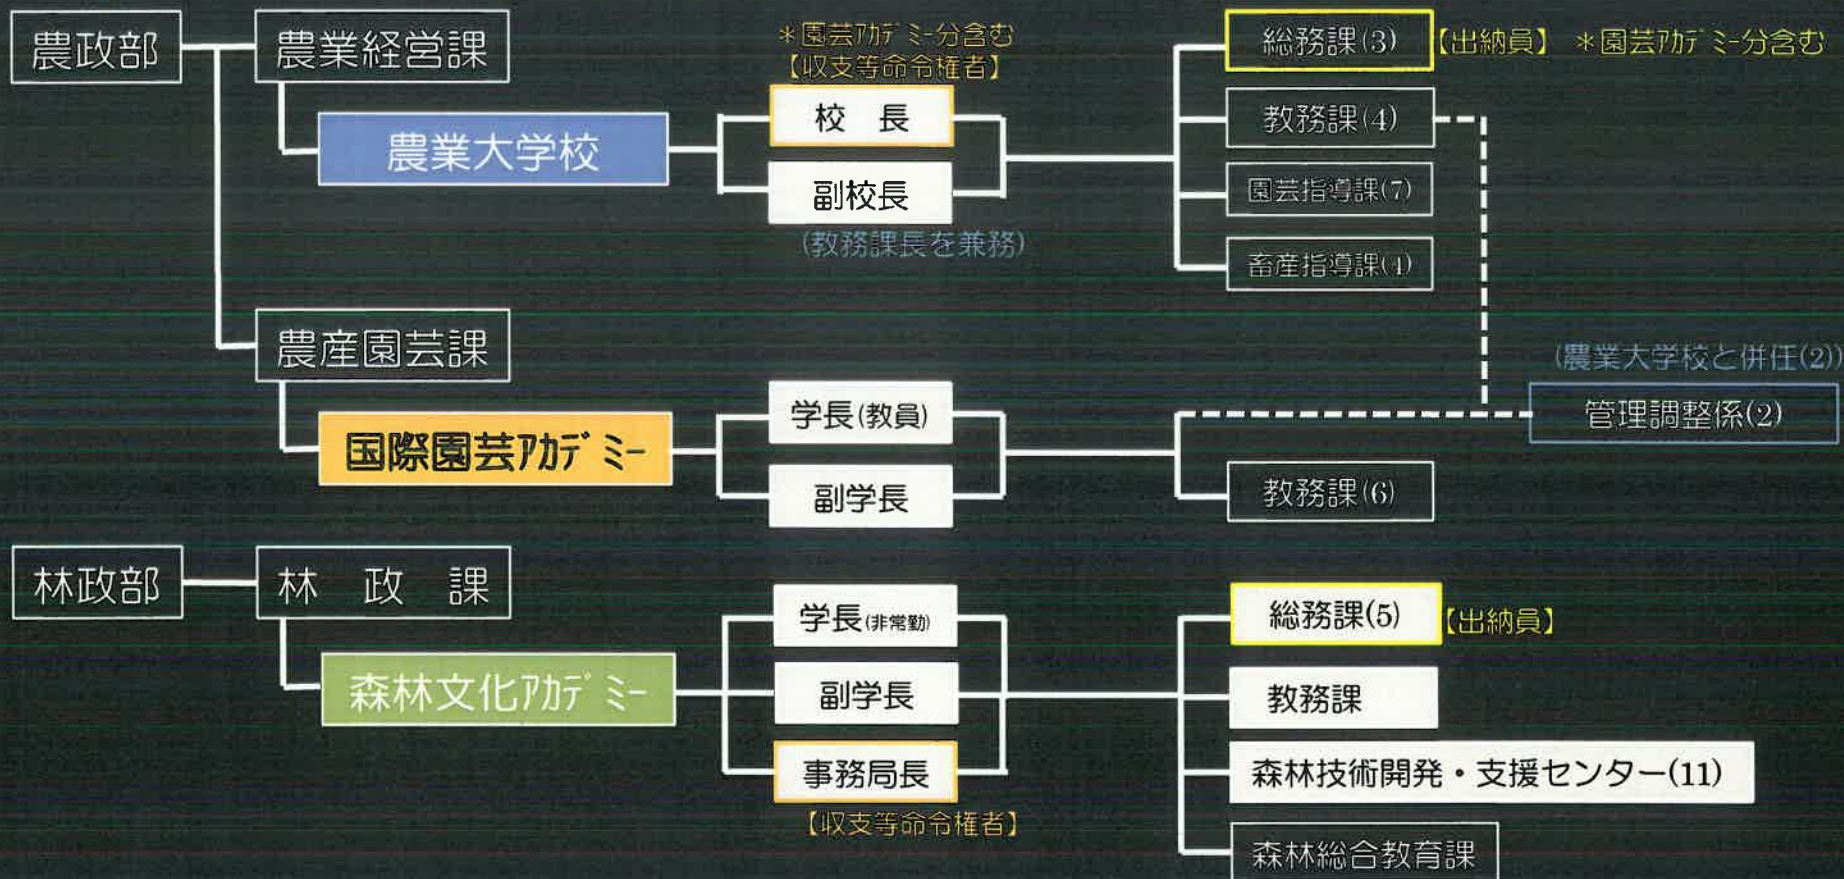 農政部
農業経営課
農業大学校
＊園芸ｱｶﾃﾞﾐｰ分含む
【収支等命令権者】
校　長
副校長
(教務課長を兼務)
総務課(3)
【出納員】 ＊園芸ｱｶﾃﾞﾐｰ分含む
教務課(4)
園芸指導課(7)
畜産指導課(4)
農産園芸課
国際園芸ｱｶﾃﾞﾐｰ
学長(教員)
副学長
(農業大学校と併任(2))
管理調整係(2)
教務課(6)
林政部
林　政　課
森林文化ｱｶﾃﾞﾐｰ
学長(非常勤)
副学長
事務局長
【収支等命令権者】
総務課(5)
【出納員】
教務課
森林技術開発・支援センター(11)
森林総合教育課